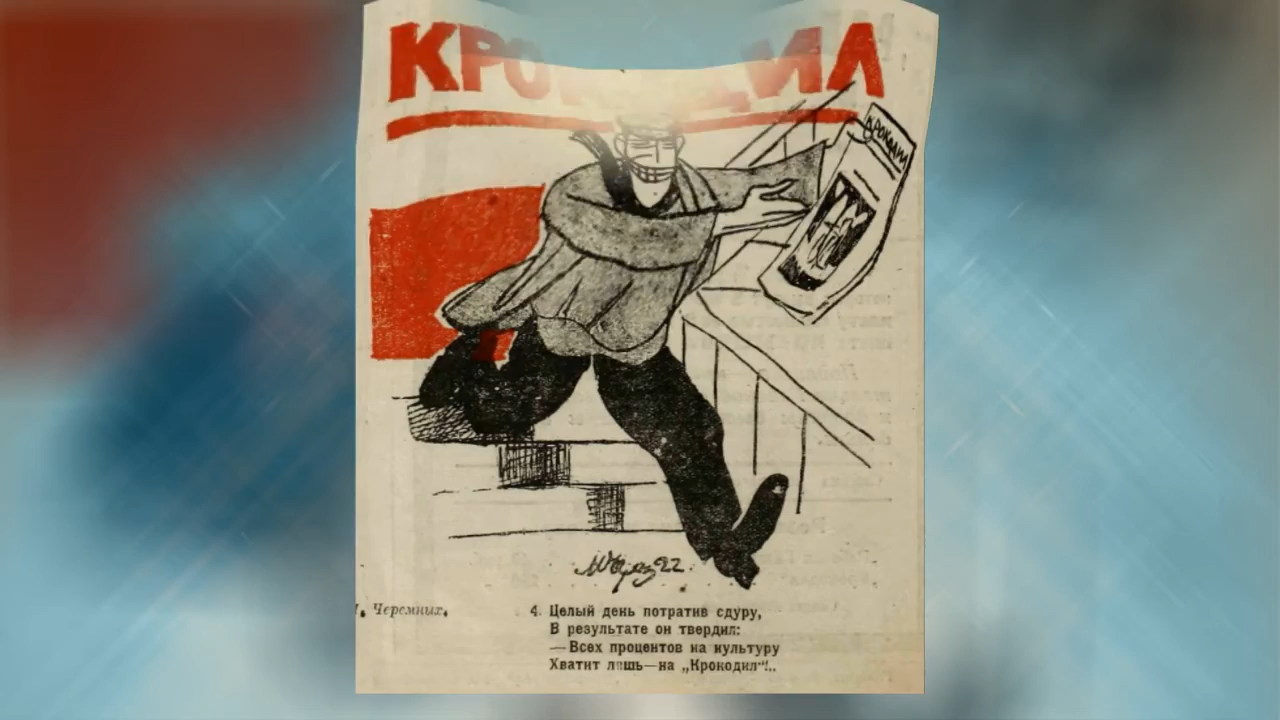 КРОКОДИЛ
КРОКОДИЛ
Черемных.
4. Целый день потратив сдуру,
В результате он твердил:
— Всех процентов на культуру
Хватит лишь—на „Крокодил"!..